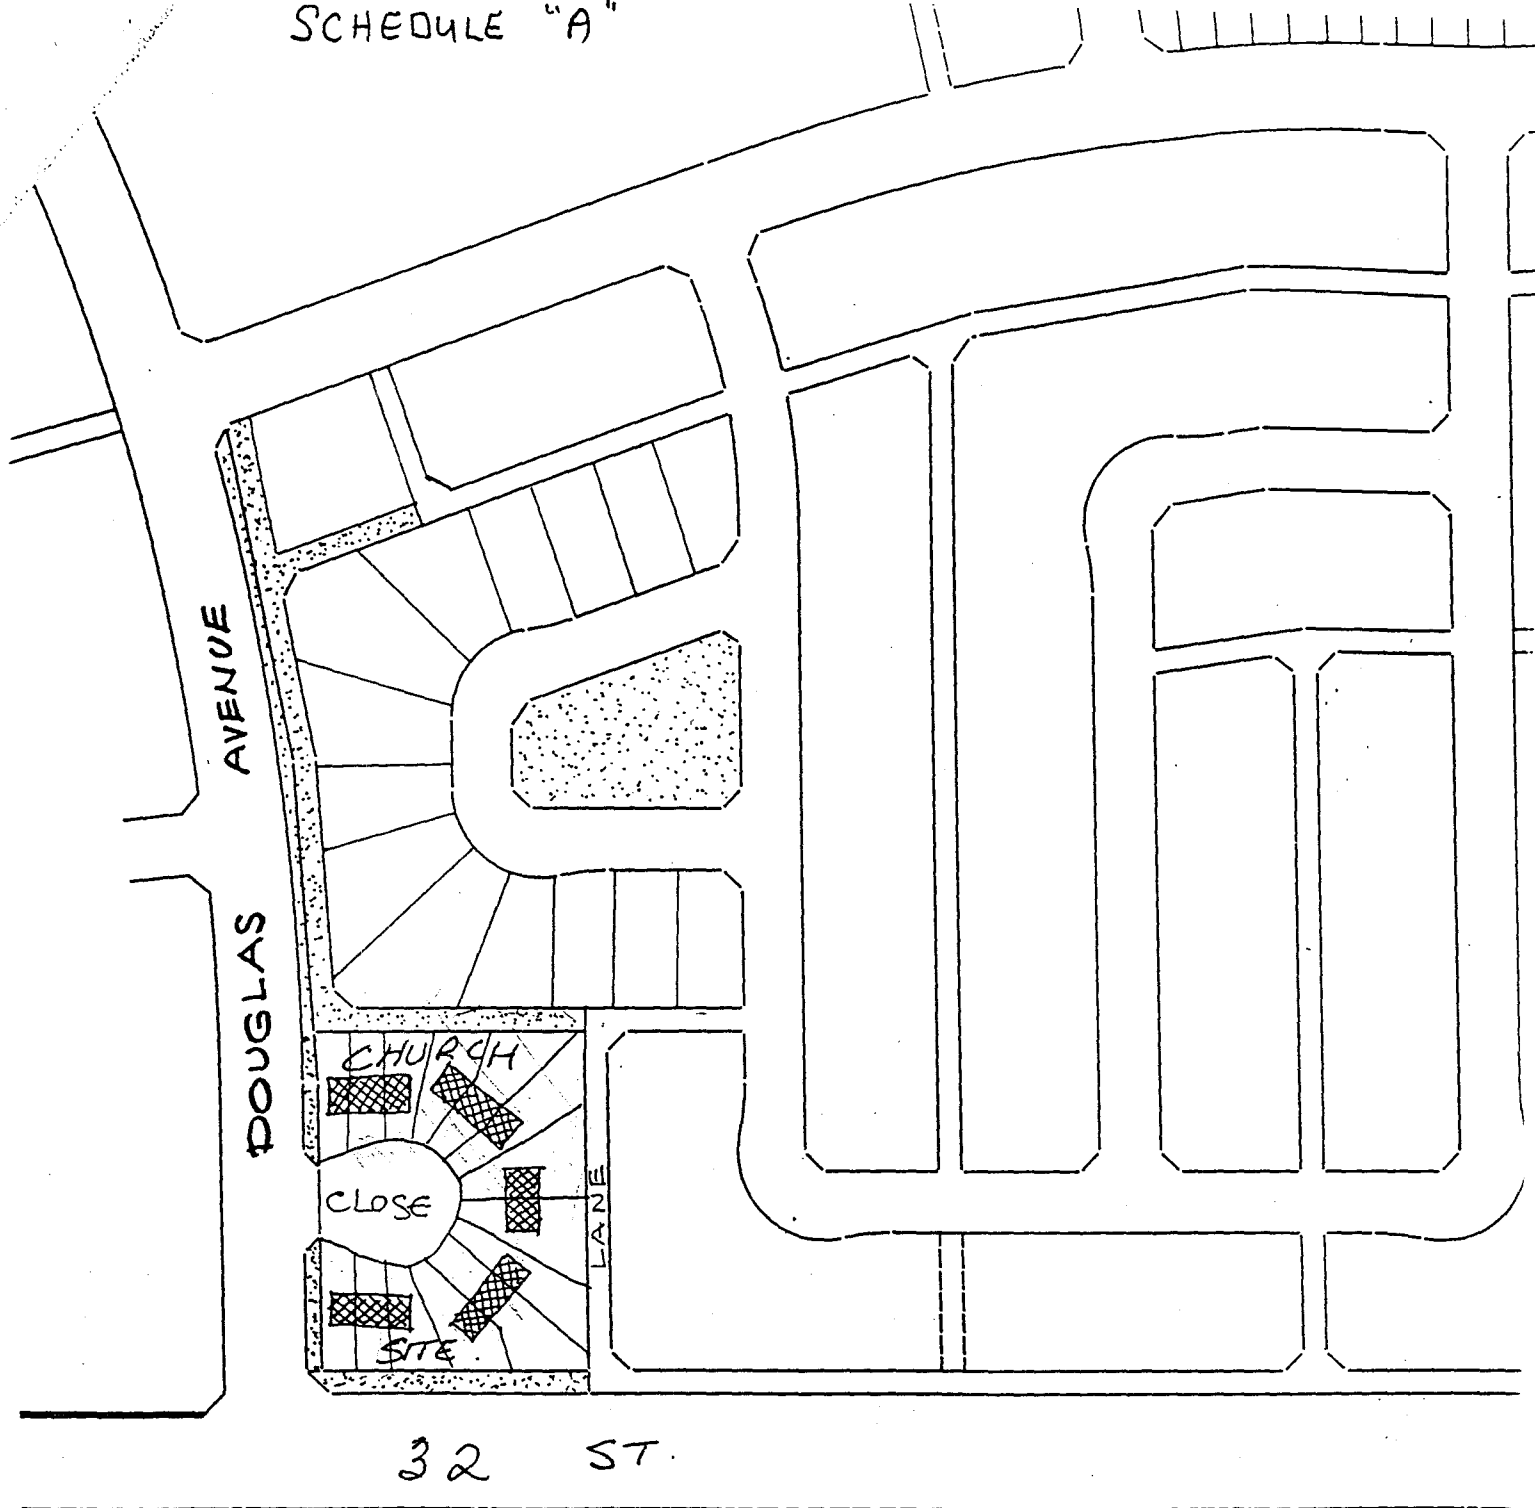 SCHEDULE "A"
DOUGLAS AVENUE
CHURCH
CLOSE
LANE
SITE.
32 ST.